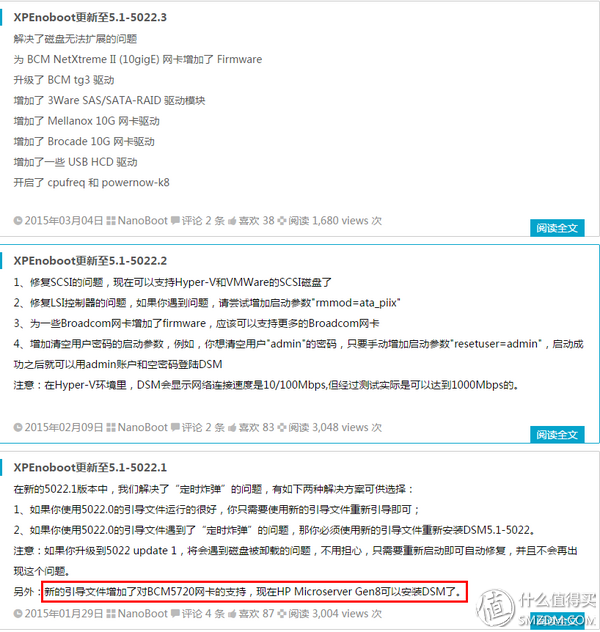 XPEnoboot更新至5.1-5022.3
解决了磁盘无法扩展的问题
为 BCM NetXtreme II (10gigE) 网卡增加了 Firmware
升级了 BCM tg3 驱动
增加了 3Ware SAS/SATA-RAID 驱动模块
增加了 Mellanox 10G 网卡驱动
增加了 Brocade 10G 网卡驱动
增加了一些 USB HCD 驱动
开启了 cpufreq 和 powernow-k8
2015年03月04日 NanoBoot 评论 2 条 喜欢 38 阅读 1,680 views 次
阅读全文
XPEnoboot更新至5.1-5022.2
1、修复SCSI的问题，现在可以支持Hyper-V和VMWare的SCSI磁盘了
2、修复LSI控制器的问题，如果你遇到问题，请尝试增加启动参数"rmmod=ata_piix"
3、为一些Broadcom网卡增加了firmware，应该可以支持更多的Broadcom网卡
4、增加清空用户密码的启动参数，例如，你想清空用户"admin"的密码，只要手动增加启动参数"resetuser=admin"，启动成
功之后就可以用admin账户和空密码登陆DSM
注意：在Hyper-V环境里，DSM会显示网络连接速度是10/100Mbps,但经过测试实际是可以达到1000Mbps的。
2015年02月09日 NanoBoot 评论 2 条 喜欢 83 阅读 3,048 views 次
阅读全文
XPEnoboot更新至5.1-5022.1
在新的5022.1版本中，我们解决了“定时炸弹”的问题，有如下两种解决方案可供选择：
1、如果你使用5022.0的引导文件运行的很好，你只需要使用新的引导文件重新引导即可；
2、如果你使用5022.0的引导文件遇到了“定时炸弹”的问题，那你必须使用新的引导文件重新安装DSM5.1-5022。
注意：如果你升级到5022 update 1，将会遇到磁盘被卸载的问题，不用担心，只需要重新启动即可自动修复，并且不会再出
现这个问题。
另外：新的引导文件增加了对BCM5720网卡的支持，现在HP Microserver Gen8可以安装DSM了。
2015年01月29日 NanoBoot 评论 4 条 喜欢 87 阅读 3,004 views 次
值 什么值得买
SMZDM.COM